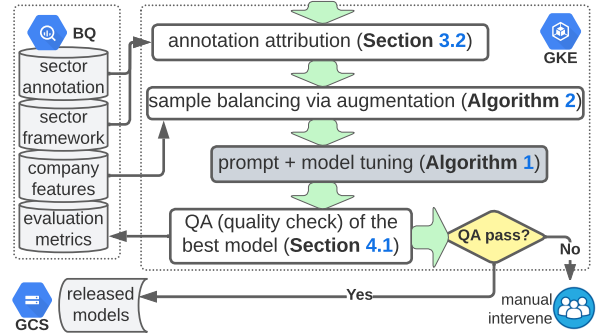 BQ
sector
annotation
sector
framework
company
features
evaluation
metrics
annotation attribution (Section 3.2)
GKE
sample balancing via augmentation (Algorithm 2)
prompt + model tuning (Algorithm 1)
QA (quality check) of the
best model (Section 4.1)
QA pass?
No
Yes
manual
intervene
released
models
GCS